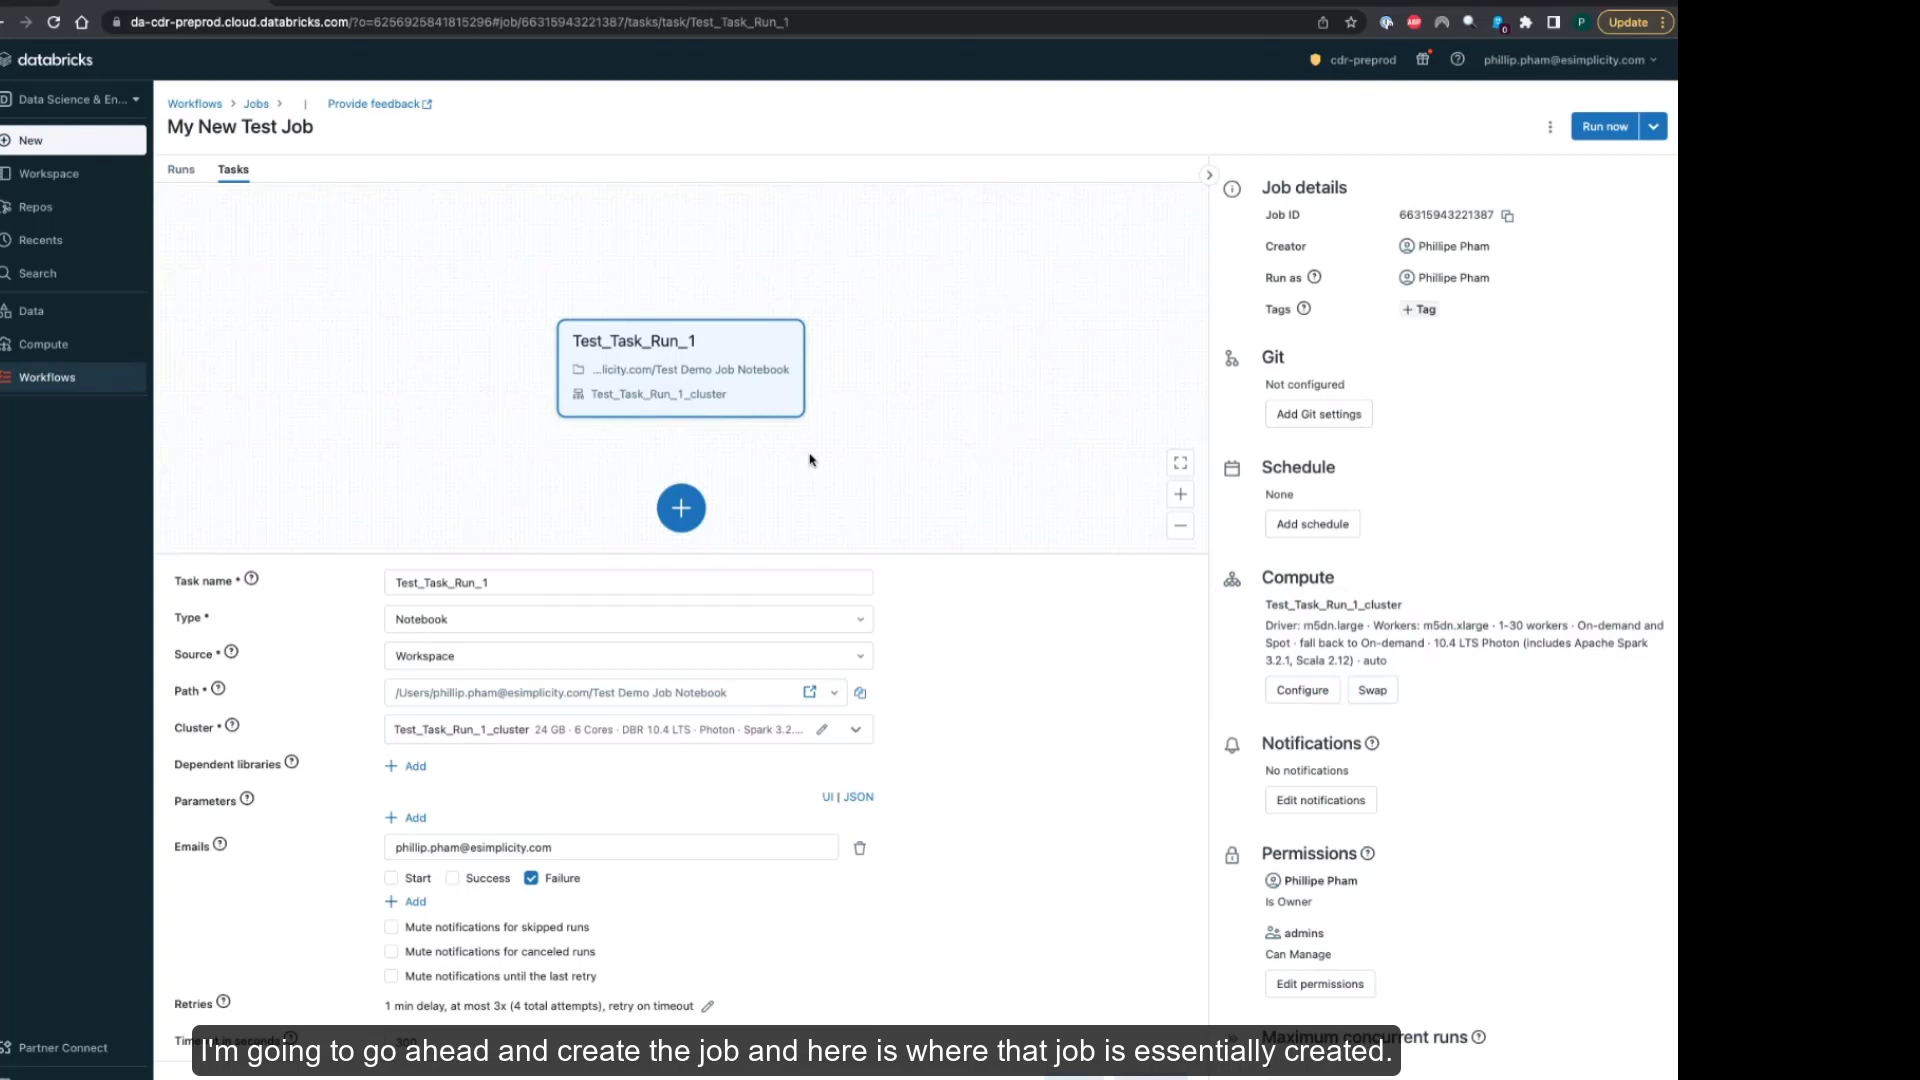 da-cdr-preprod.cloud.databricks.com/?o=6256925841815296#job/66315943221387/tasks/task/Test_Task_Run_1
ABP
0
P
Update
databricks
cdr-preprod
phillip.pham@esimplicity.com
D Data Science & En...
New
Workspace
Repos
Recents
Search
Data
Compute
Workflows
Partner Connect
Workflows > Jobs > | Provide feedback
My New Test Job
Run now
Runs Tasks
Test_Task_Run_1
...licity.com/Test Demo Job Notebook
Test_Task_Run_1_cluster
Task name * Test_Task_Run_1
Type * Notebook
Source * Workspace
Path * /Users/phillip.pham@esimplicity.com/Test Demo Job Notebook
Cluster * Test_Task_Run_1_cluster 24 GB · 6 Cores · DBR 10.4 LTS · Photon · Spark 3.2....
Dependent libraries + Add
Parameters UI | JSON
+ Add
Emails phillip.pham@esimplicity.com
Start Success Failure
+ Add
Mute notifications for skipped runs
Mute notifications for canceled runs
Mute notifications until the last retry
Retries 1 min delay, at most 3x (4 total attempts), retry on timeout
Job details
Job ID 66315943221387
Creator Phillipe Pham
Run as Phillipe Pham
Tags + Tag
Git
Not configured
Add Git settings
Schedule
None
Add schedule
Compute
Test_Task_Run_1_cluster
Driver: m5dn.large · Workers: m5dn.xlarge · 1-30 workers · On-demand and
Spot · fall back to On-demand · 10.4 LTS Photon (includes Apache Spark
3.2.1, Scala 2.12) · auto
Configure Swap
Notifications
No notifications
Edit notifications
Permissions
Phillipe Pham
Is Owner
admins
Can Manage
Edit permissions
Maximum concurrent runs
I'm going to go ahead and create the job and here is where that job is essentially created.